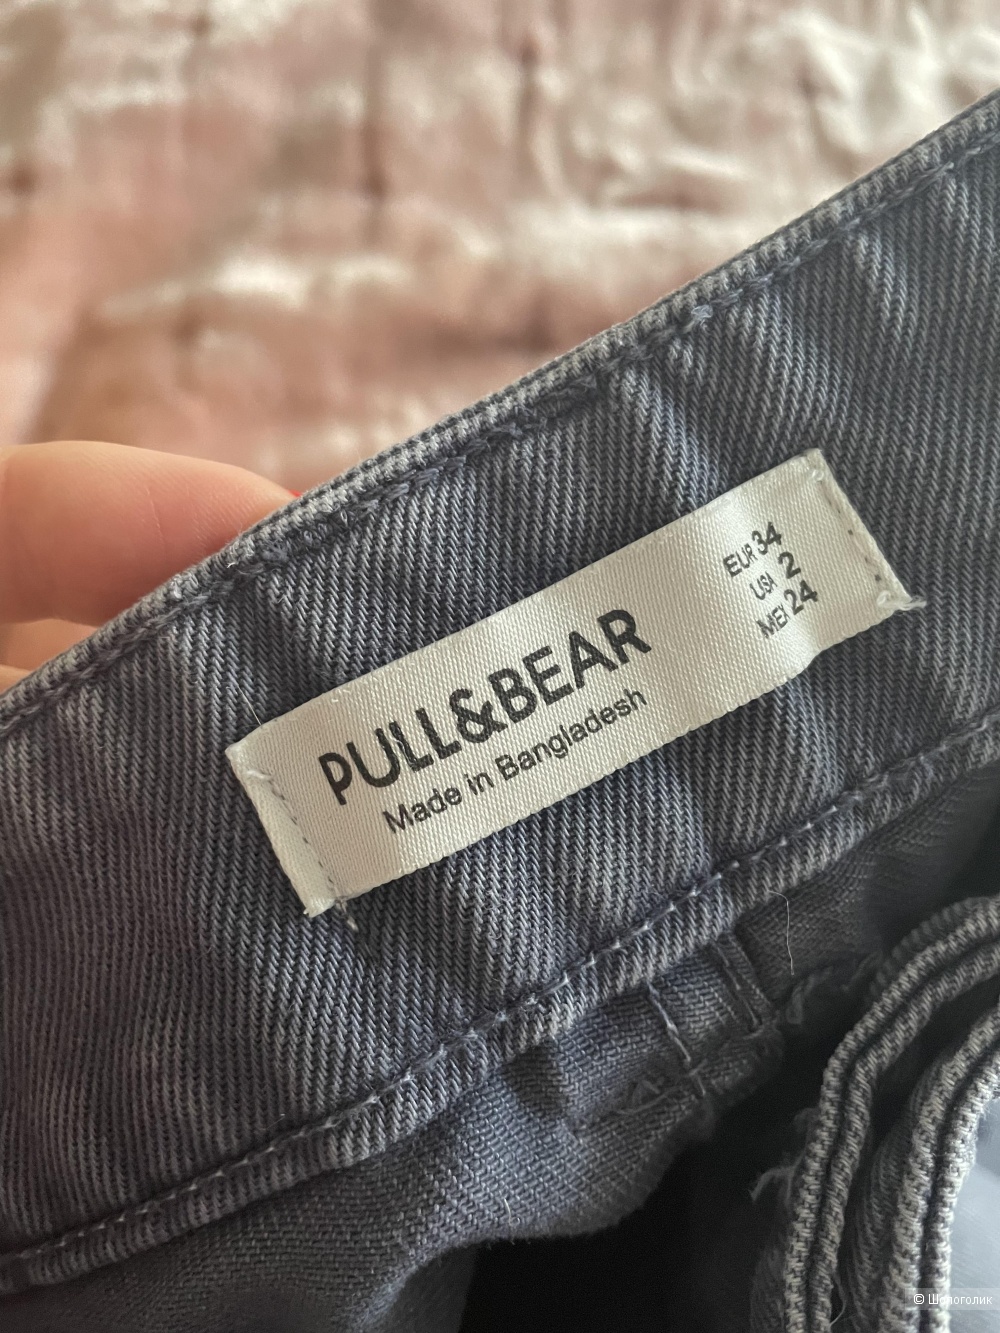 PULL&BEAR
Made in Bangladesh
EUR 34
USA 2
MEX 24
© Шопоголик